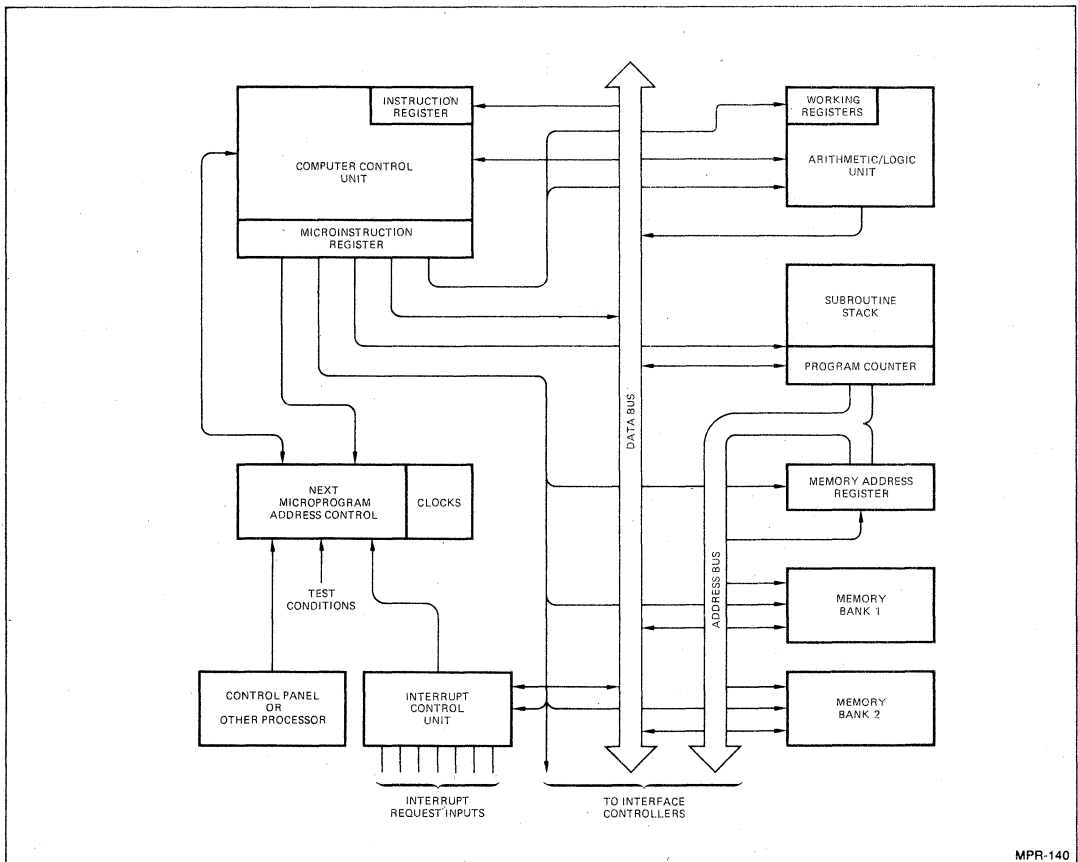 INSTRUCTION
REGISTER
COMPUTER CONTROL
UNIT
MICROINSTRUCTION
REGISTER
WORKING
REGISTERS
ARITHMETIC/LOGIC
UNIT
SUBROUTINE
STACK
PROGRAM COUNTER
DATA BUS
NEXT
MICROPROGRAM
ADDRESS CONTROL
CLOCKS
MEMORY ADDRESS
REGISTER
ADDRESS BUS
TEST
CONDITIONS
MEMORY
BANK 1
CONTROL PANEL
OR
OTHER PROCESSOR
INTERRUPT
CONTROL
UNIT
MEMORY
BANK 2
INTERRUPT
REQUEST INPUTS
TO INTERFACE
CONTROLLERS
MPR-140